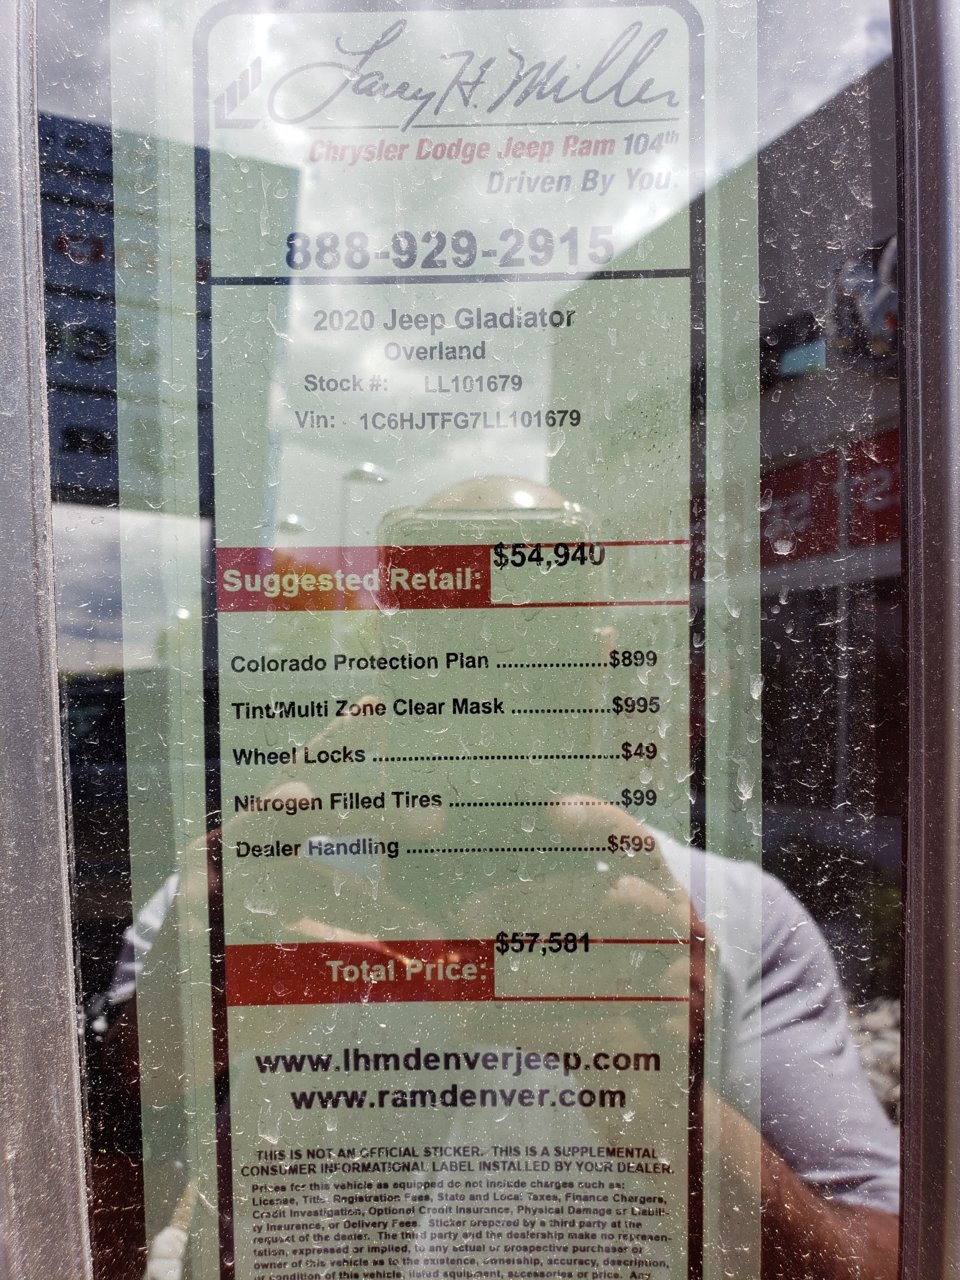 Larry H. Miller
Chrysler Dodge Jeep Ram 104th
Driven By You.
888-929-2915
2020 Jeep Gladiator
Overland
Stock #: LL101679
Vin: 1C6HJTFG7LL101679
$54,940
Suggested Retail:
Colorado Protection Plan ...................$899
Tint/Multi Zone Clear Mask .................$995
Wheel Locks ..........................................$49
Nitrogen Filled Tires .............................$99
Dealer Handling ......................................$599
$57,581
Total Price:
www.lhmdenverjeep.com
www.ramdenver.com
THIS IS NOT AN OFFICIAL STICKER. THIS IS A SUPPLEMENTAL
CONSUMER INFORMATIONAL LABEL INSTALLED BY YOUR DEALER.
Prices for this vehicle as equipped do not include charges such as:
License, Title, Registration Fees, State and Local Taxes, Finance Chargers,
Credit Investigation, Optional Credit Insurance, Physical Damage or Liabili-
ty Insurance, or Delivery Fees. Sticker prepared by a third party at the
request of the dealer. The third party and the dealership make no represen-
tation, expressed or implied, to any actual or prospective purchaser or
owner of this vehicle as to the existence, ownership, accuracy, description,
or condition of this vehicle, listed equipment, accessories or price. Any